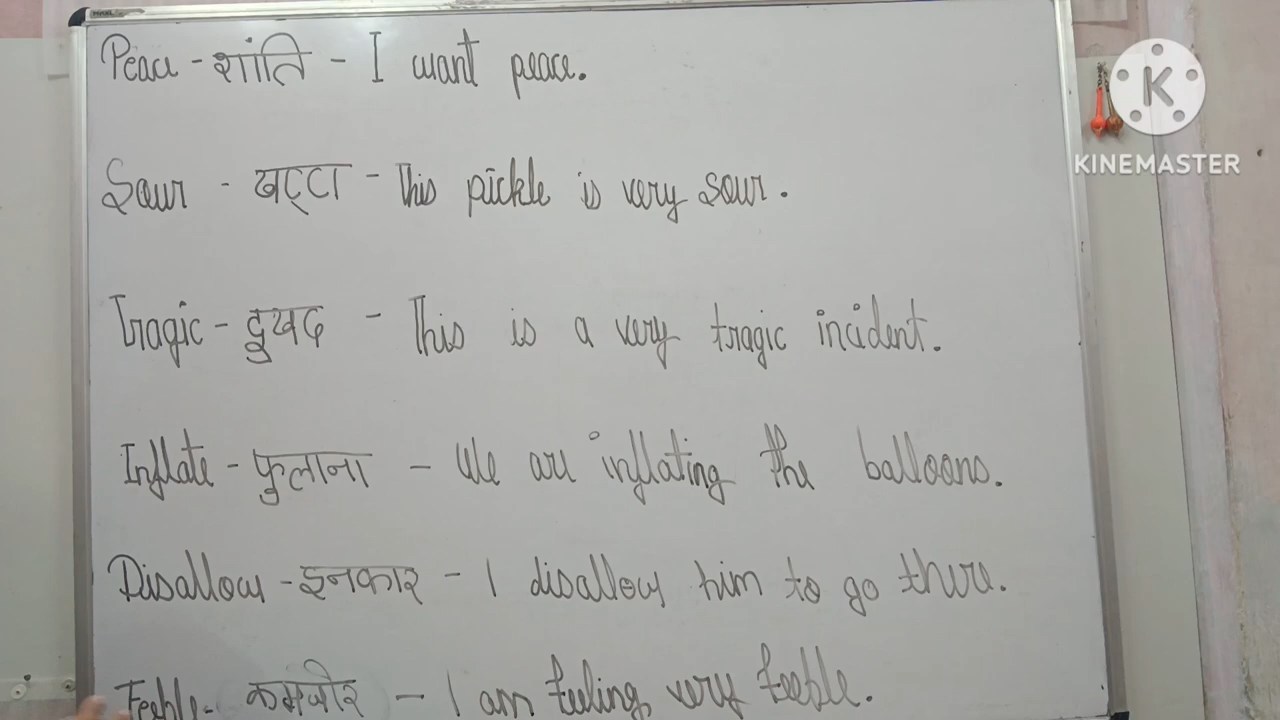 Peace - शांति - I want peace.
K
KINEMASTER
Sour - खट्टा - This pickle is very sour.
Tragic - दुखद - This is a very tragic incident.
Inflate - फुलाना - We are inflating the balloons.
Disallow - इनकार - I disallow him to go there.
Feeble - कमजोर - I am feeling very feeble.